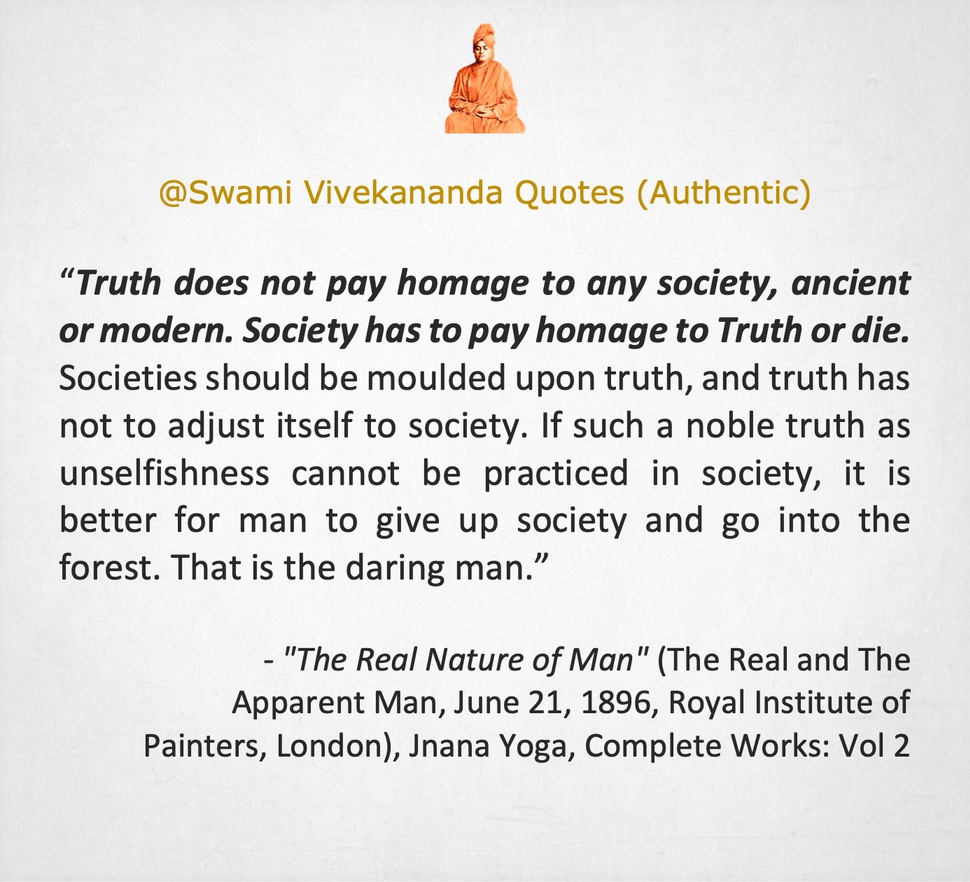 @Swami Vivekananda Quotes (Authentic)
“Truth does not pay homage to any society, ancient
or modern. Society has to pay homage to Truth or die.
Societies should be moulded upon truth, and truth has
not to adjust itself to society. If such a noble truth as
unselfishness cannot be practiced in society, it is
better for man to give up society and go into the
forest. That is the daring man.”
- "The Real Nature of Man" (The Real and The
Apparent Man, June 21, 1896, Royal Institute of
Painters, London), Jnana Yoga, Complete Works: Vol 2